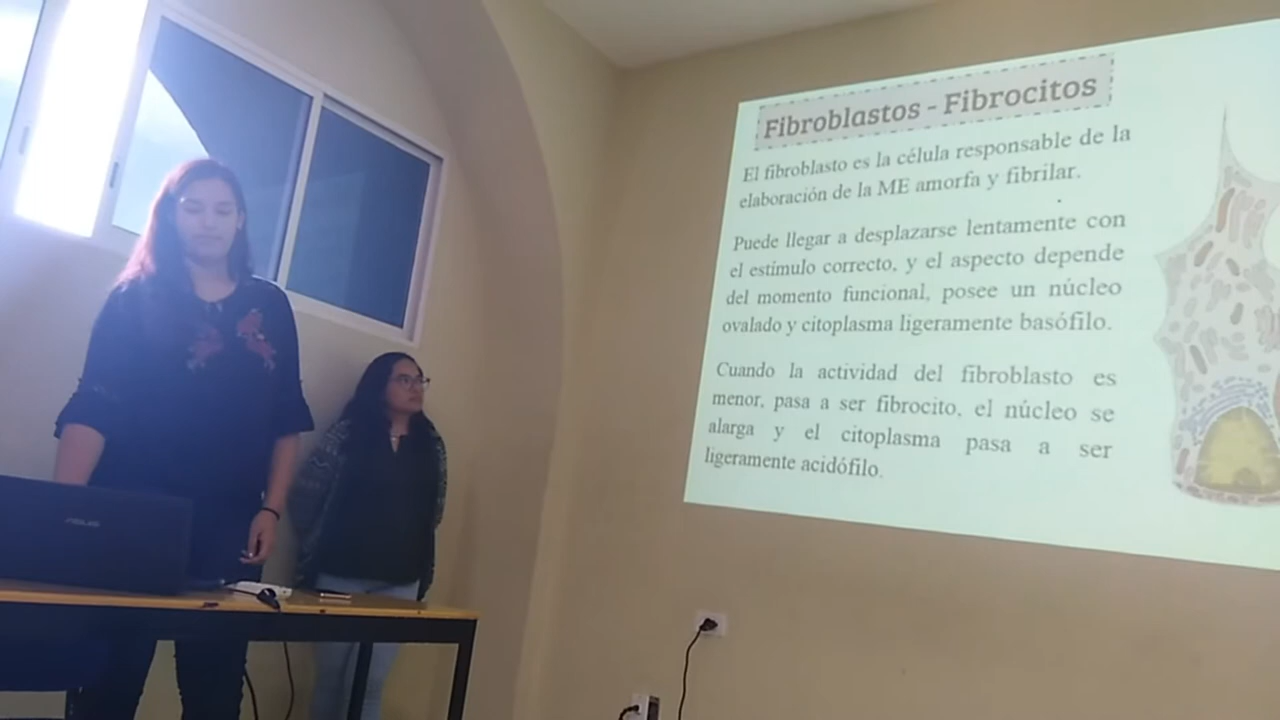 Fibroblastos - Fibrocitos
El fibroblasto es la célula responsable de la
elaboración de la ME amorfa y fibrilar.
Puede llegar a desplazarse lentamente con
el estimulo correcto, y el aspecto depende
del momento funcional, posee un núcleo
ovalado y citoplasma ligeramente basófilo.
Cuando la actividad del fibroblasto es
menor, pasa a ser fibrocito, el núcleo se
alarga y el citoplasma pasa a ser
ligeramente acidófilo.
ASUS